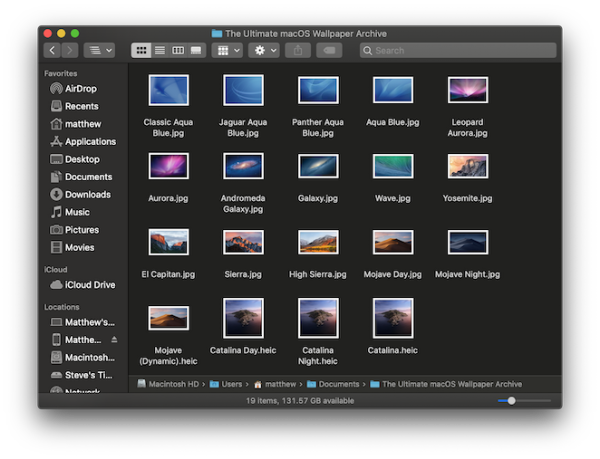 The Ultimate macOS Wallpaper Archive
Search
Favorites
AirDrop
Recents
matthew
Applications
Desktop
Documents
Downloads
Music
Pictures
Movies
iCloud
iCloud Drive
Locations
Matthew's...
Matthe...
Macintosh...
Steve's Ti...
Network
Classic Aqua
Blue.jpg
Jaguar Aqua
Blue.jpg
Panther Aqua
Blue.jpg
Aqua Blue.jpg
Leopard
Aurora.jpg
Aurora.jpg
Andromeda
Galaxy.jpg
Galaxy.jpg
Wave.jpg
Yosemite.jpg
El Capitan.jpg
Sierra.jpg
High Sierra.jpg
Mojave Day.jpg
Mojave Night.jpg
Mojave
(Dynamic).heic
Catalina Day.heic
Catalina
Night.heic
Catalina.heic
Macintosh HD › Users › matthew › Documents › The Ultimate macOS Wallpaper Archive
19 items, 131.57 GB available